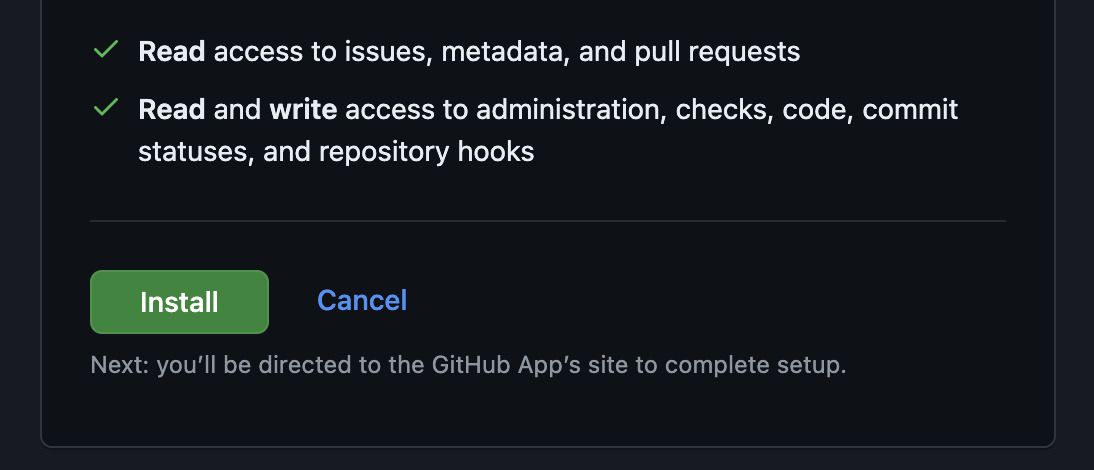 Read access to issues, metadata, and pull requests
Read and write access to administration, checks, code, commit
statuses, and repository hooks
Install
Cancel
Next: you’ll be directed to the GitHub App’s site to complete setup.